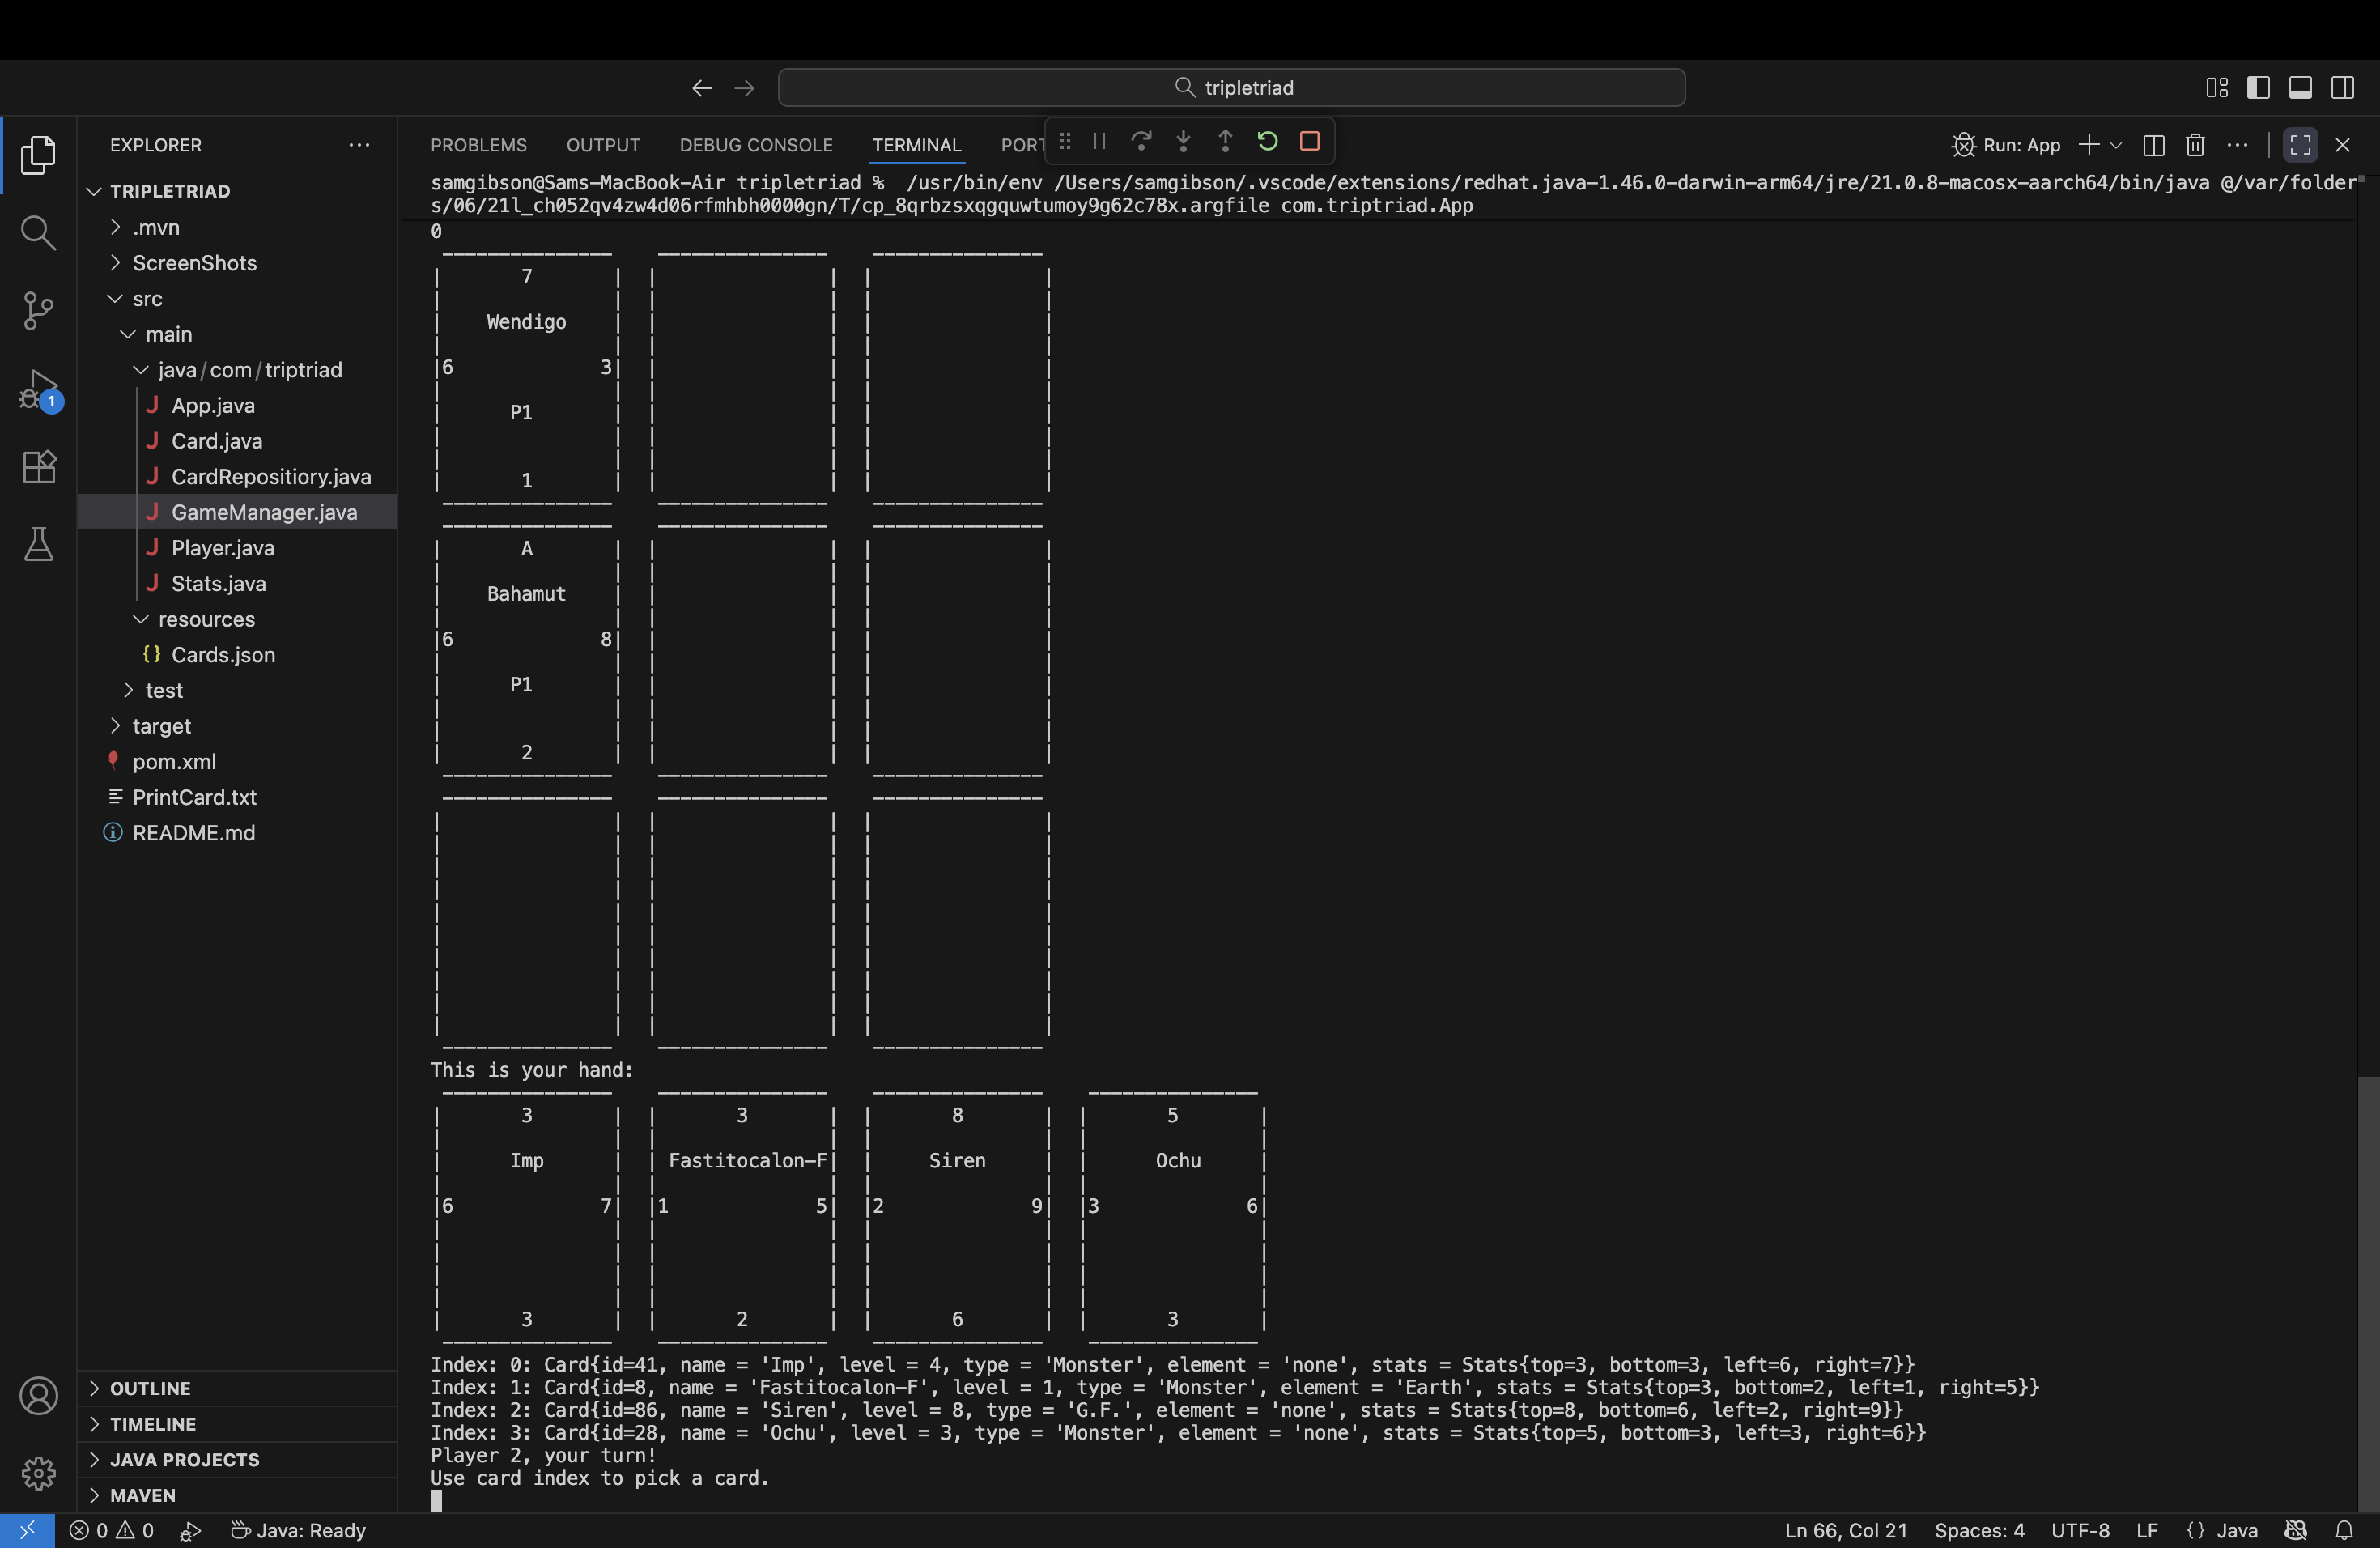 tripletriad
EXPLORER
PROBLEMS OUTPUT DEBUG CONSOLE TERMINAL PORT
Run: App
TRIPLETRIAD
.mvn
ScreenShots
src
main
java/com/triptriad
App.java
Card.java
CardRepositiory.java
GameManager.java
Player.java
Stats.java
resources
Cards.json
test
target
pom.xml
PrintCard.txt
README.md
OUTLINE
TIMELINE
JAVA PROJECTS
MAVEN
1
samgibson@Sams-MacBook-Air tripletriad % /usr/bin/env /Users/samgibson/.vscode/extensions/redhat.java-1.46.0-darwin-arm64/jre/21.0.8-macosx-aarch64/bin/java @/var/folder
s/06/21l_ch052qv4zw4d06rfmhbh0000gn/T/cp_8qrbzsxqgquwtumoy9g62c78x.argfile com.triptriad.App
0
7
Wendigo
6 3
P1
1
A
Bahamut
6 8
P1
2
This is your hand:
3 3 8 5
Imp Fastitocalon-F Siren Ochu
6 7 1 5 2 9 3 6
3 2 6 3
Index: 0: Card{id=41, name = 'Imp', level = 4, type = 'Monster', element = 'none', stats = Stats{top=3, bottom=3, left=6, right=7}}
Index: 1: Card{id=8, name = 'Fastitocalon-F', level = 1, type = 'Monster', element = 'Earth', stats = Stats{top=3, bottom=2, left=1, right=5}}
Index: 2: Card{id=86, name = 'Siren', level = 8, type = 'G.F.', element = 'none', stats = Stats{top=8, bottom=6, left=2, right=9}}
Index: 3: Card{id=28, name = 'Ochu', level = 3, type = 'Monster', element = 'none', stats = Stats{top=5, bottom=3, left=3, right=6}}
Player 2, your turn!
Use card index to pick a card.
0 0 Java: Ready Ln 66, Col 21 Spaces: 4 UTF-8 LF {} Java